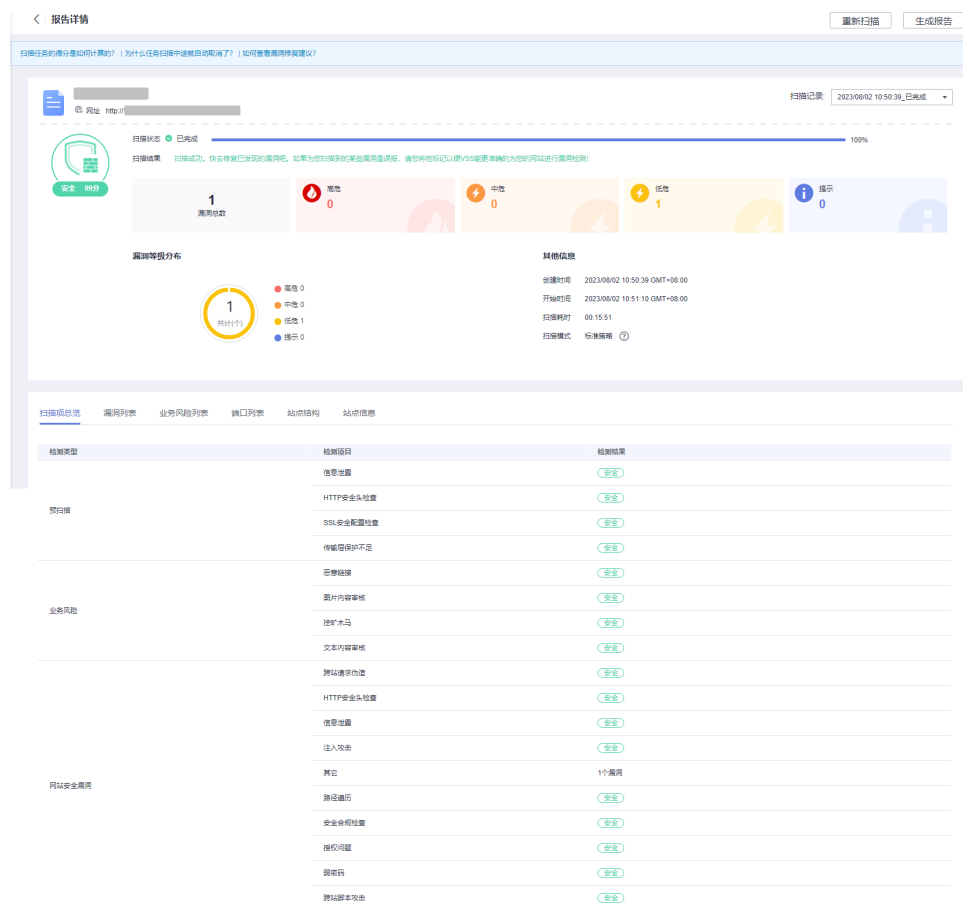 报告详情
重新扫描
生成报告
扫描任务的得分是如何计算的? | 为什么任务扫描中途就自动取消了? | 如何查看漏洞修复建议?
网址 http://
扫描记录: 2023/08/02 10:50:39_已完成
扫描状态 已完成 100%
扫描结果 扫描成功,快去修复已发现的漏洞吧。如果为您扫描到的某些漏洞是误报,请您将他标记以便VSS能更准确的为您的网站进行漏洞检测!
安全 99分
1
漏洞总数
高危
0
中危
0
低危
1
提示
0
漏洞等级分布
1
共计(个)
高危 0
中危 0
低危 1
提示 0
其他信息
创建时间 2023/08/02 10:50:39 GMT+08:00
开始时间 2023/08/02 10:51:10 GMT+08:00
扫描耗时 00:15:51
扫描模式 标准策略
扫描项总览 漏洞列表 业务风险列表 端口列表 站点结构 站点信息
检测类型 检测项目 检测结果
预扫描
信息泄露 安全
HTTP安全头检查 安全
SSL安全配置检查 安全
传输层保护不足 安全
业务风险
恶意链接 安全
图片内容审核 安全
挖矿木马 安全
文本内容审核 安全
网站安全漏洞
跨站请求伪造 安全
HTTP安全头检查 安全
信息泄露 安全
注入攻击 安全
其它 1个漏洞
路径遍历 安全
安全合规检查 安全
授权问题 安全
弱密码 安全
跨站脚本攻击 安全